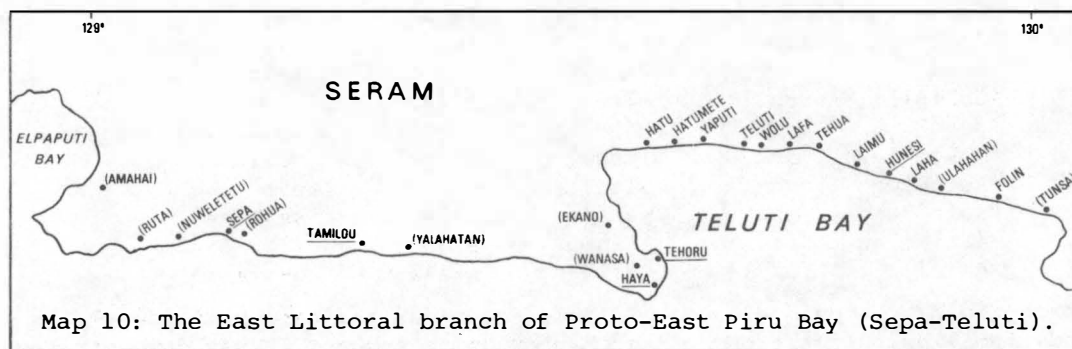 129°
130°
SERAM
ELPAPUTI
BAY
(AMAHAI)
(RUTA)
(NUWELETETU)
SEPA
(ROHUA)
TAMILOU
(YALAHATAN)
HATU
HATUMETE
YAPUTI
TELUTI
WOLU
LAFA
TEHUA
LAIMU
HUNESI
LAHA
(ULAHAHAN)
FOLIN
(TUNSA)
(EKANO)
TELUTI BAY
(WANASA)
TEHORU
HAYA
Map 10: The East Littoral branch of Proto-East Piru Bay (Sepa-Teluti).